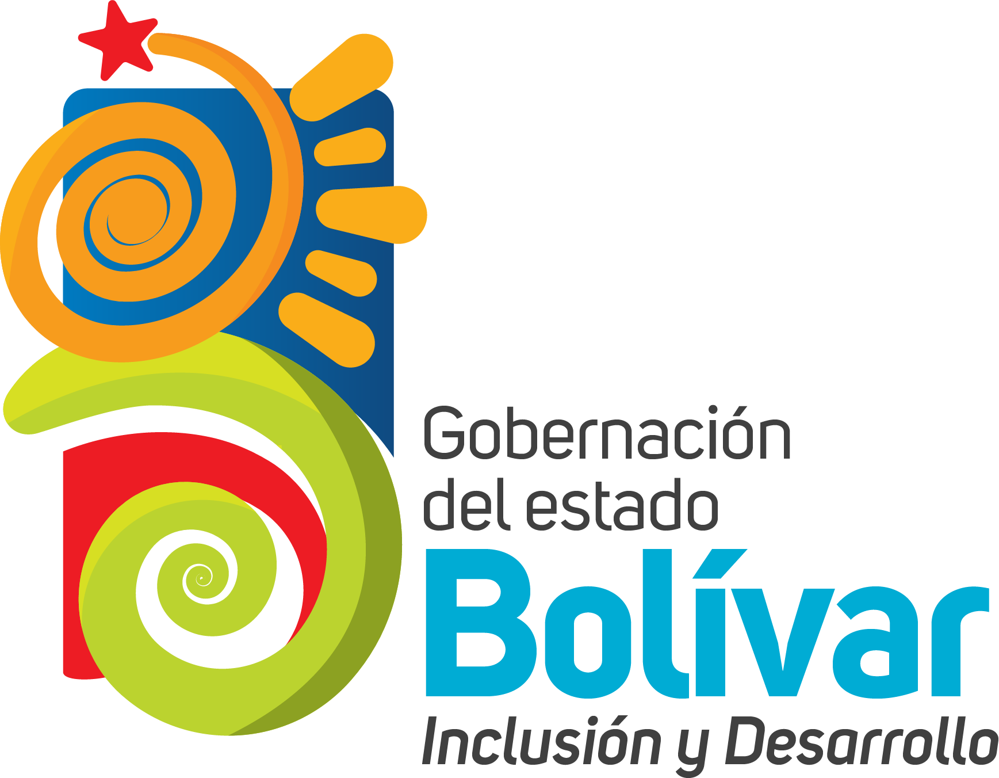 Gobernación
del estado
Bolívar
Inclusión y Desarrollo